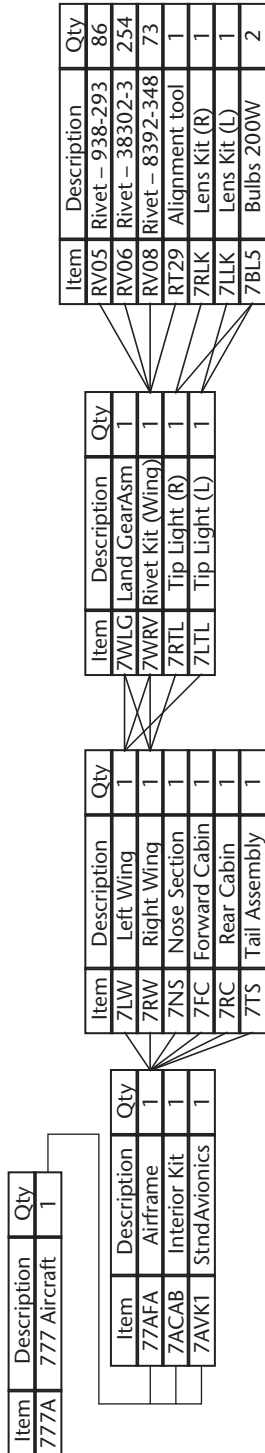 Item Description Qty
777A 777 Aircraft 1
Item Description Qty
77AFA Airframe 1
7ACAB Interior Kit 1
7AVK1 StndAvionics 1
Item Description Qty
7LW Left Wing 1
7RW Right Wing 1
7NS Nose Section 1
7FC Forward Cabin 1
7RC Rear Cabin 1
7TS Tail Assembly 1
Item Description Qty
7WLG Land GearAsm 1
7WRV Rivet Kit (Wing) 1
7RTL Tip Light (R) 1
7LTL Tip Light (L) 1
Item Description Qty
RV05 Rivet – 938-293 86
RV06 Rivet – 38302-3 254
RV08 Rivet – 8392-348 73
RT29 Alignment tool 1
7RLK Lens Kit (R) 1
7LLK Lens Kit (L) 1
7BL5 Bulbs 200W 2